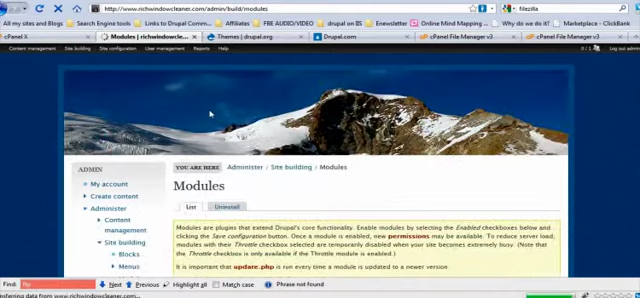 http://www.richwindowcleaner.com/admin/build/modules
filezilla
All my blogs and sites
Search Engine tools
Links to Drupal Comm...
Affiliates
FBE AUDIO/VIDEO
drupal on IIS
Enewsletter
Online Mind Mapping ...
Why do we do it?
Marketplace - ClickBank
cPanel X
Modules | richwindowcleaner.c...
Themes | drupal.org
Drupal.com
cPanel File Manager v3
cPanel File Manager v3
Content management
Site building
Site configuration
User management
Reports
Help
0 / 1
Log out admin
ADMIN
My account
Create content
Administer
Content
management
Site building
Blocks
Menus
YOU ARE HERE
Administer / Site building / Modules
Modules
List
Uninstall
Modules are plugins that extend Drupal's core functionality. Enable modules by selecting the Enabled checkboxes below and
clicking the Save configuration button. Once a module is enabled, new permissions may be available. To reduce server load,
modules with their Throttle checkbox selected are temporarily disabled when your site becomes extremely busy. (Note that
the Throttle checkbox is only available if the Throttle module is enabled.)
It is important that update.php is run every time a module is updated to a newer version.
Find:
Next
Previous
Highlight all
Match case
Phrase not found
nsferring data from www.richwindowcleaner.com...